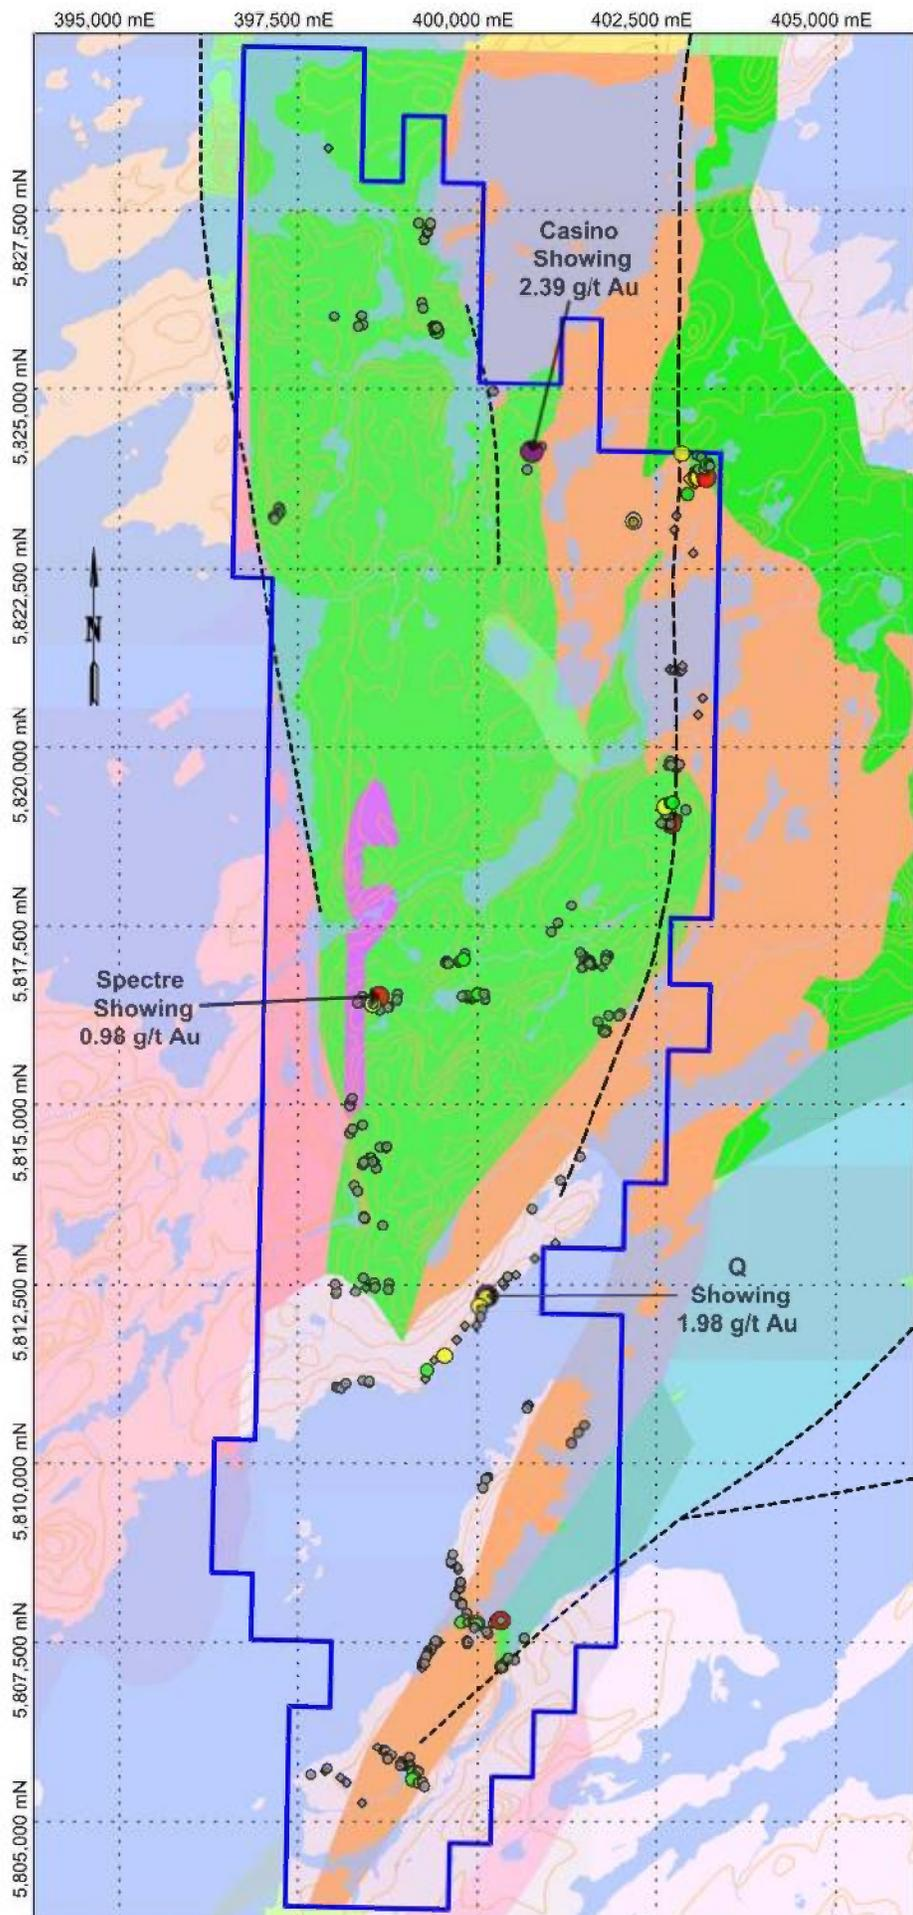 395,000 mE
397,500 mE
400,000 mE
402,500 mE
405,000 mE
5,827,500 mN
Casino
Showing
2.39 g/t Au
5,825,000 mN
5,822,500 mN
N
5,820,000 mN
5,817,500 mN
Spectre
Showing
0.98 g/t Au
5,815,000 mN
5,812,500 mN
Q
Showing
1.98 g/t Au
5,810,000 mN
5,807,500 mN
5,805,000 mN